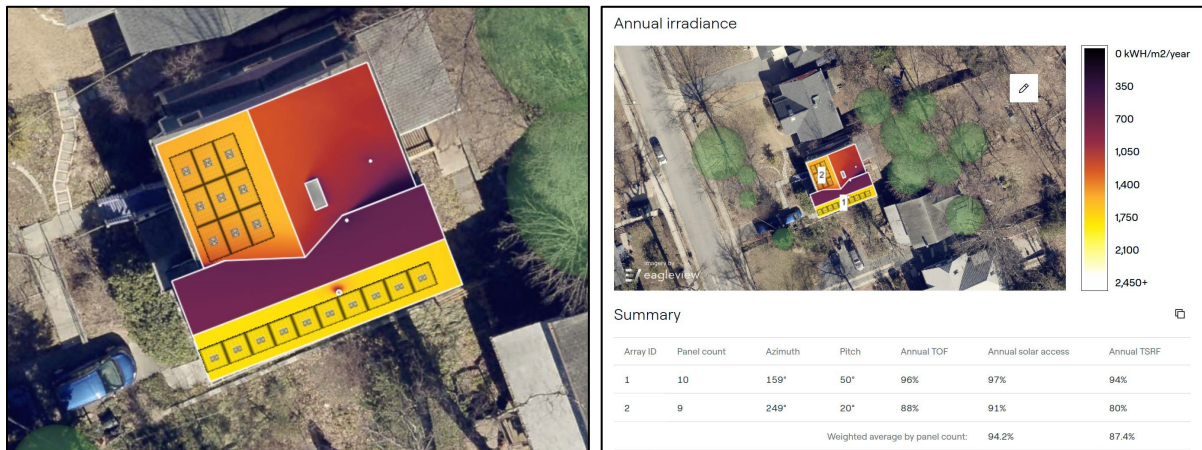 Annual irradiance
0 kWH/m2/year
350
700
1,050
1,400
1,750
2,100
2,450+
2
1
imagery by
eagleview
Summary
Array ID Panel count Azimuth Pitch Annual TOF Annual solar access Annual TSRF
1 10 159° 50° 96% 97% 94%
2 9 249° 20° 88% 91% 80%
Weighted average by panel count: 94.2% 87.4%